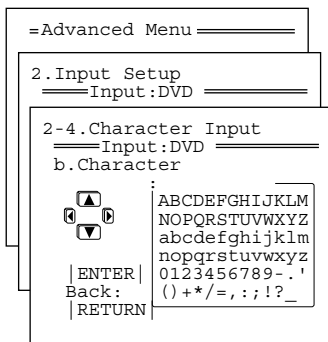 Advanced Menu
2.Input Setup
Input:DVD
2-4.Character Input
Input:DVD
b.Character
:
ABCDEFGHIJKLM
NOPQRSTUVWXYZ
abcdefghijklm
nopqrstuvwxyz
0123456789-.'
()+*/=,:;!?_
|ENTER|
Back:
|RETURN|